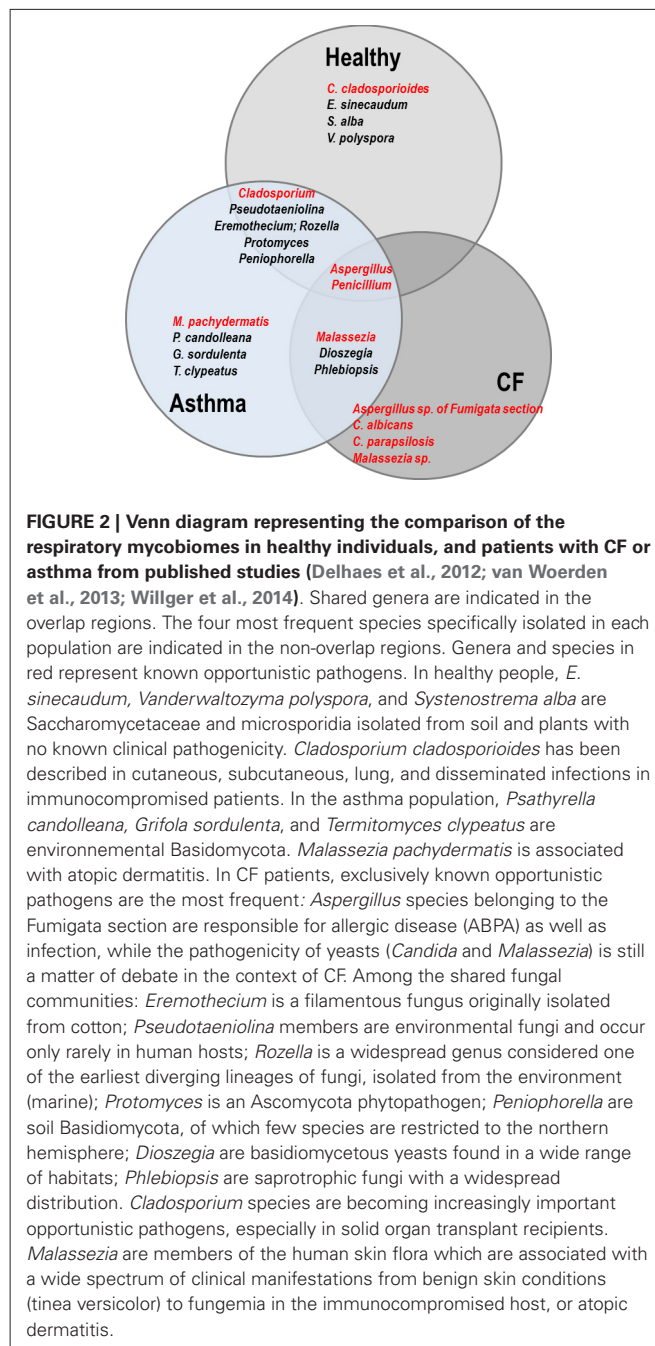 Healthy
C. cladosporioides
E. sinecaudum
S. alba
V. polyspora
Cladosporium
Pseudotaeniolina
Eremothecium; Rozella
Protomyces
Peniophorella
Aspergillus
Penicillium
M. pachydermatis
P. candolleana
G. sordulenta
T. clypeatus
Asthma
Malassezia
Dioszegia
Phlebiopsis
CF
Aspergillus sp. of Fumigata section
C. albicans
C. parapsilosis
Malassezia sp.
FIGURE 2 | Venn diagram representing the comparison of the
respiratory mycobiomes in healthy individuals, and patients with CF or
asthma from published studies (Delhaes et al., 2012; van Woerden
et al., 2013; Willger et al., 2014). Shared genera are indicated in the
overlap regions. The four most frequent species specifically isolated in each
population are indicated in the non-overlap regions. Genera and species in
red represent known opportunistic pathogens. In healthy people, E.
sinecaudum, Vanderwaltozyma polyspora, and Systenostrema alba are
Saccharomycetaceae and microsporidia isolated from soil and plants with
no known clinical pathogenicity. Cladosporium cladosporioides has been
described in cutaneous, subcutaneous, lung, and disseminated infections in
immunocompromised patients. In the asthma population, Psathyrella
candolleana, Grifola sordulenta, and Termitomyces clypeatus are
environnemental Basidomycota. Malassezia pachydermatis is associated
with atopic dermatitis. In CF patients, exclusively known opportunistic
pathogens are the most frequent: Aspergillus species belonging to the
Fumigata section are responsible for allergic disease (ABPA) as well as
infection, while the pathogenicity of yeasts (Candida and Malassezia) is still
a matter of debate in the context of CF. Among the shared fungal
communities: Eremothecium is a filamentous fungus originally isolated
from cotton; Pseudotaeniolina members are environmental fungi and occur
only rarely in human hosts; Rozella is a widespread genus considered one
of the earliest diverging lineages of fungi, isolated from the environment
(marine); Protomyces is an Ascomycota phytopathogen; Peniophorella are
soil Basidiomycota, of which few species are restricted to the northern
hemisphere; Dioszegia are basidiomycetous yeasts found in a wide range
of habitats; Phlebiopsis are saprotrophic fungi with a widespread
distribution. Cladosporium species are becoming increasingly important
opportunistic pathogens, especially in solid organ transplant recipients.
Malassezia are members of the human skin flora which are associated with
a wide spectrum of clinical manifestations from benign skin conditions
(tinea versicolor) to fungemia in the immunocompromised host, or atopic
dermatitis.